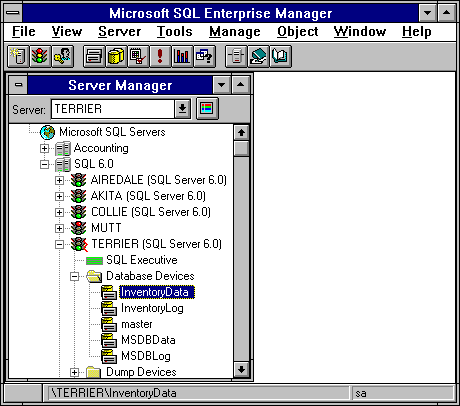 Microsoft SQL Enterprise Manager
File View Server Tools Manage Object Window Help
Server Manager
Server: TERRIER
Microsoft SQL Servers
Accounting
SQL 6.0
AIREDALE (SQL Server 6.0)
AKITA (SQL Server 6.0)
COLLIE (SQL Server 6.0)
MUTT
TERRIER (SQL Server 6.0)
SQL Executive
Database Devices
InventoryData
InventoryLog
master
MSDBData
MSDBLog
Dump Devices
\TERRIER\InventoryData sa